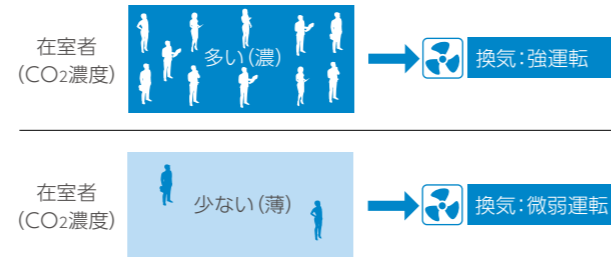 在室者
(CO2濃度)
多い(濃)
換気:強運転
在室者
(CO2濃度)
少ない(薄)
換気:微弱運転